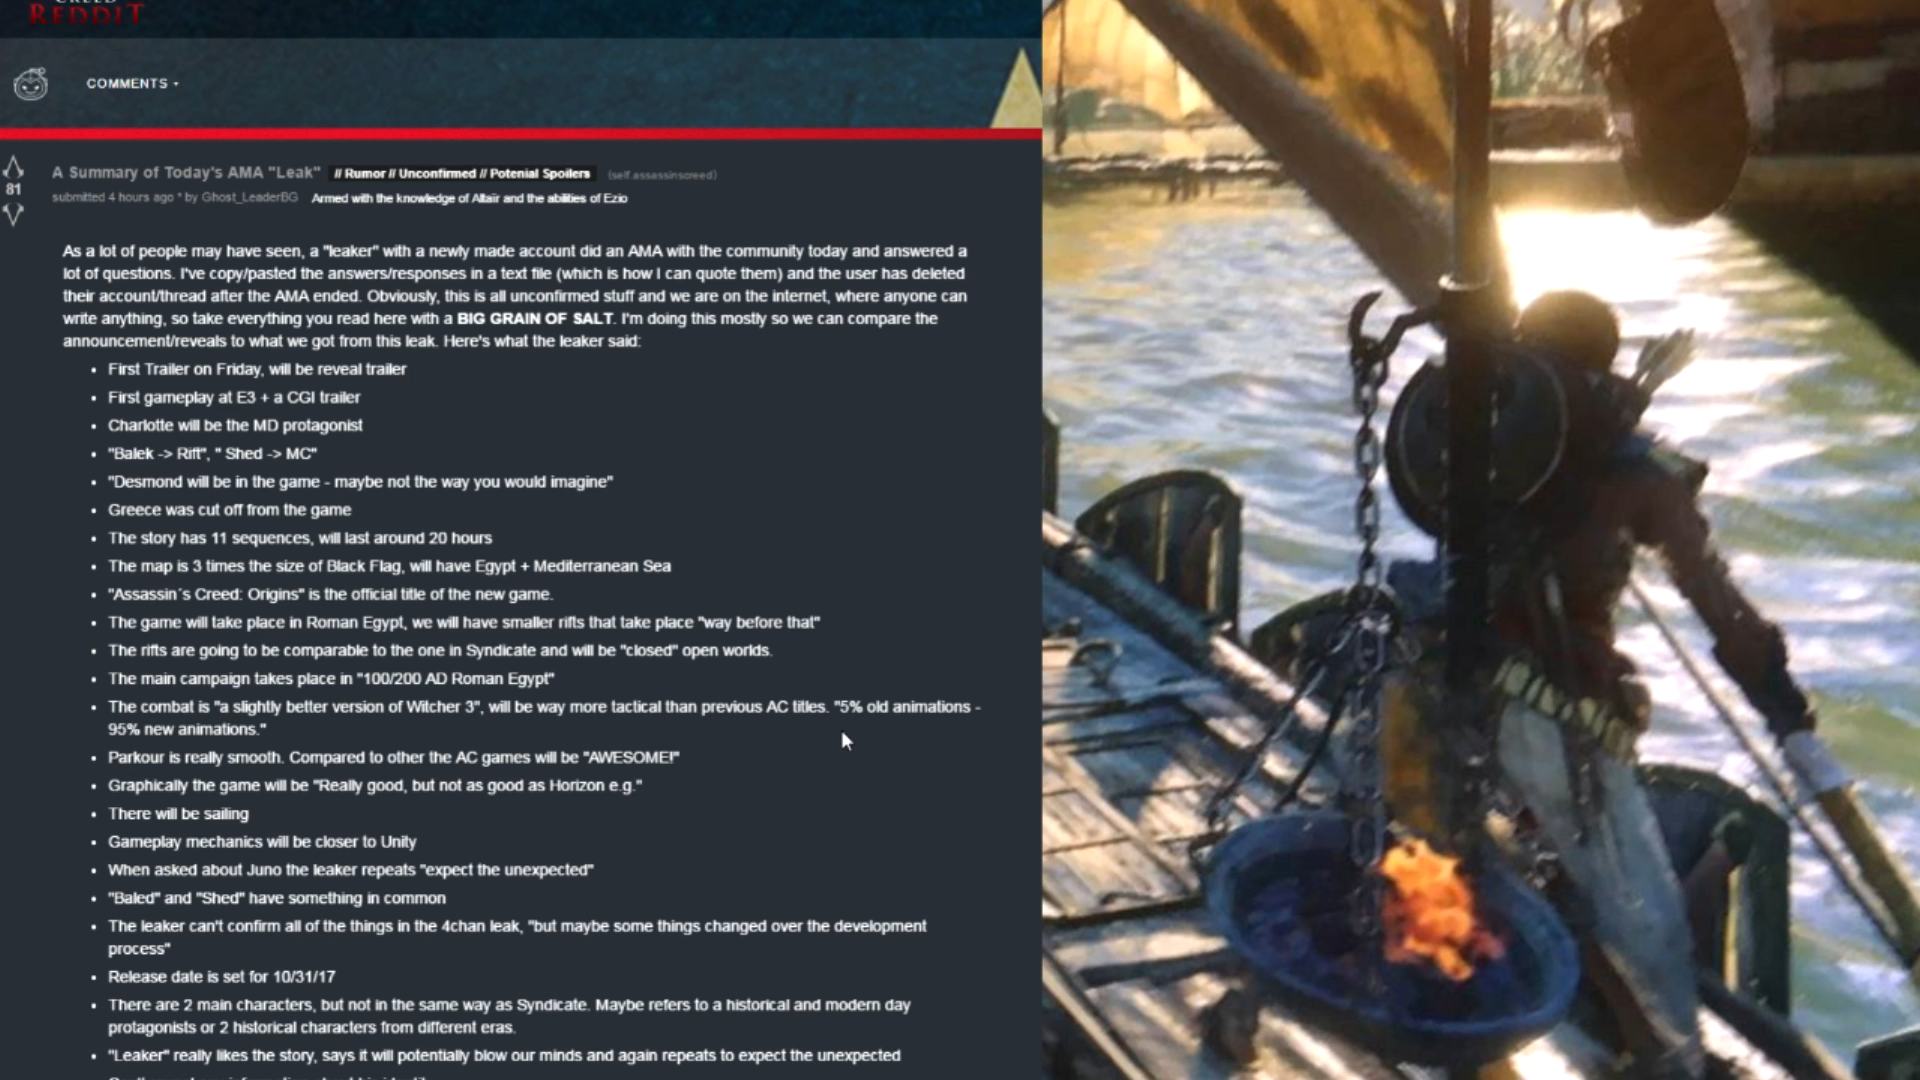 CREED
REDDIT
COMMENTS
81
A Summary of Today's AMA "Leak" // Rumor // Unconfirmed // Potenial Spoilers (self.assassinscreed)
submitted 4 hours ago * by Ghost_LeaderBG Armed with the knowledge of Altaïr and the abilities of Ezio
As a lot of people may have seen, a "leaker" with a newly made account did an AMA with the community today and answered a
lot of questions. I've copy/pasted the answers/responses in a text file (which is how I can quote them) and the user has deleted
their account/thread after the AMA ended. Obviously, this is all unconfirmed stuff and we are on the internet, where anyone can
write anything, so take everything you read here with a BIG GRAIN OF SALT. I'm doing this mostly so we can compare the
announcement/reveals to what we got from this leak. Here's what the leaker said:
• First Trailer on Friday, will be reveal trailer
• First gameplay at E3 + a CGI trailer
• Charlotte will be the MD protagonist
• "Balek -> Rift", " Shed -> MC"
• "Desmond will be in the game - maybe not the way you would imagine"
• Greece was cut off from the game
• The story has 11 sequences, will last around 20 hours
• The map is 3 times the size of Black Flag, will have Egypt + Mediterranean Sea
• "Assassin´s Creed: Origins" is the official title of the new game.
• The game will take place in Roman Egypt, we will have smaller rifts that take place "way before that"
• The rifts are going to be comparable to the one in Syndicate and will be "closed" open worlds.
• The main campaign takes place in "100/200 AD Roman Egypt"
• The combat is "a slightly better version of Witcher 3", will be way more tactical than previous AC titles. "5% old animations -
95% new animations."
• Parkour is really smooth. Compared to other the AC games will be "AWESOME!"
• Graphically the game will be "Really good, but not as good as Horizon e.g."
• There will be sailing
• Gameplay mechanics will be closer to Unity
• When asked about Juno the leaker repeats "expect the unexpected"
• "Baled" and "Shed" have something in common
• The leaker can't confirm all of the things in the 4chan leak, "but maybe some things changed over the development
process"
• Release date is set for 10/31/17
• There are 2 main characters, but not in the same way as Syndicate. Maybe refers to a historical and modern day
protagonists or 2 historical characters from different eras.
• "Leaker" really likes the story, says it will potentially blow our minds and again repeats to expect the unexpected